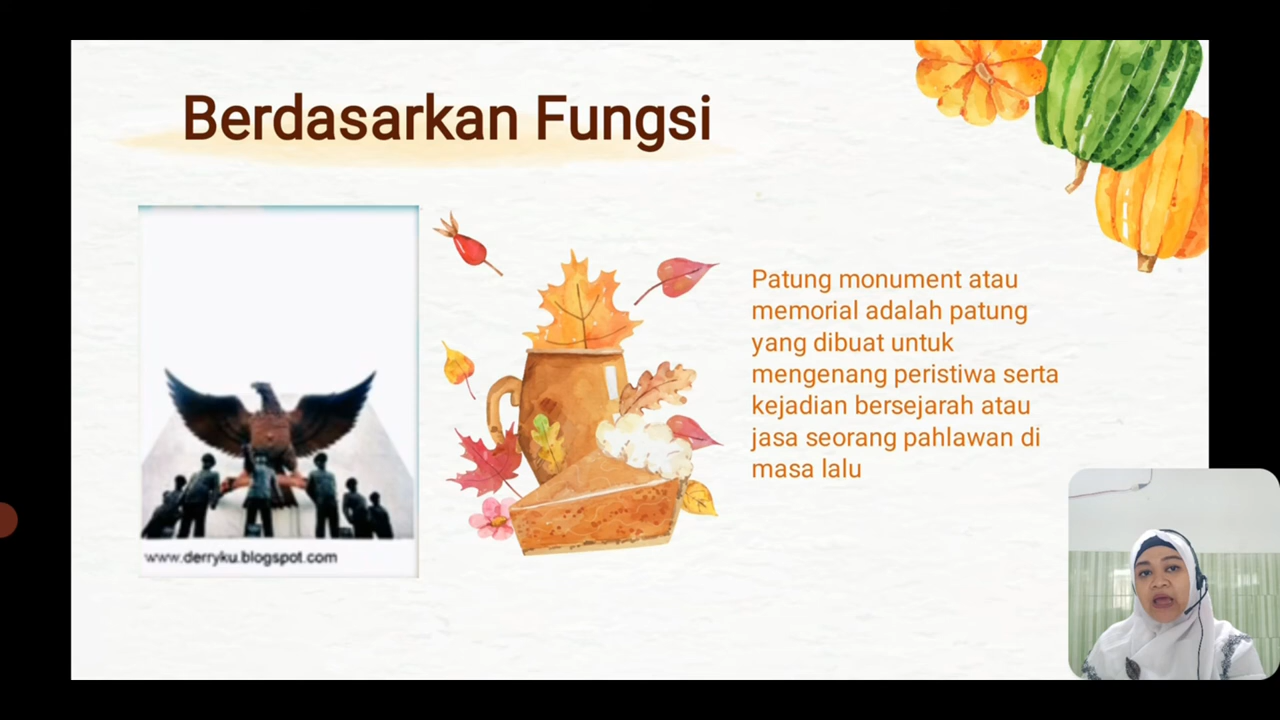 Berdasarkan Fungsi
Patung monument atau
memorial adalah patung
yang dibuat untuk
mengenang peristiwa serta
kejadian bersejarah atau
jasa seorang pahlawan di
masa lalu
www.derryku.blogspot.com